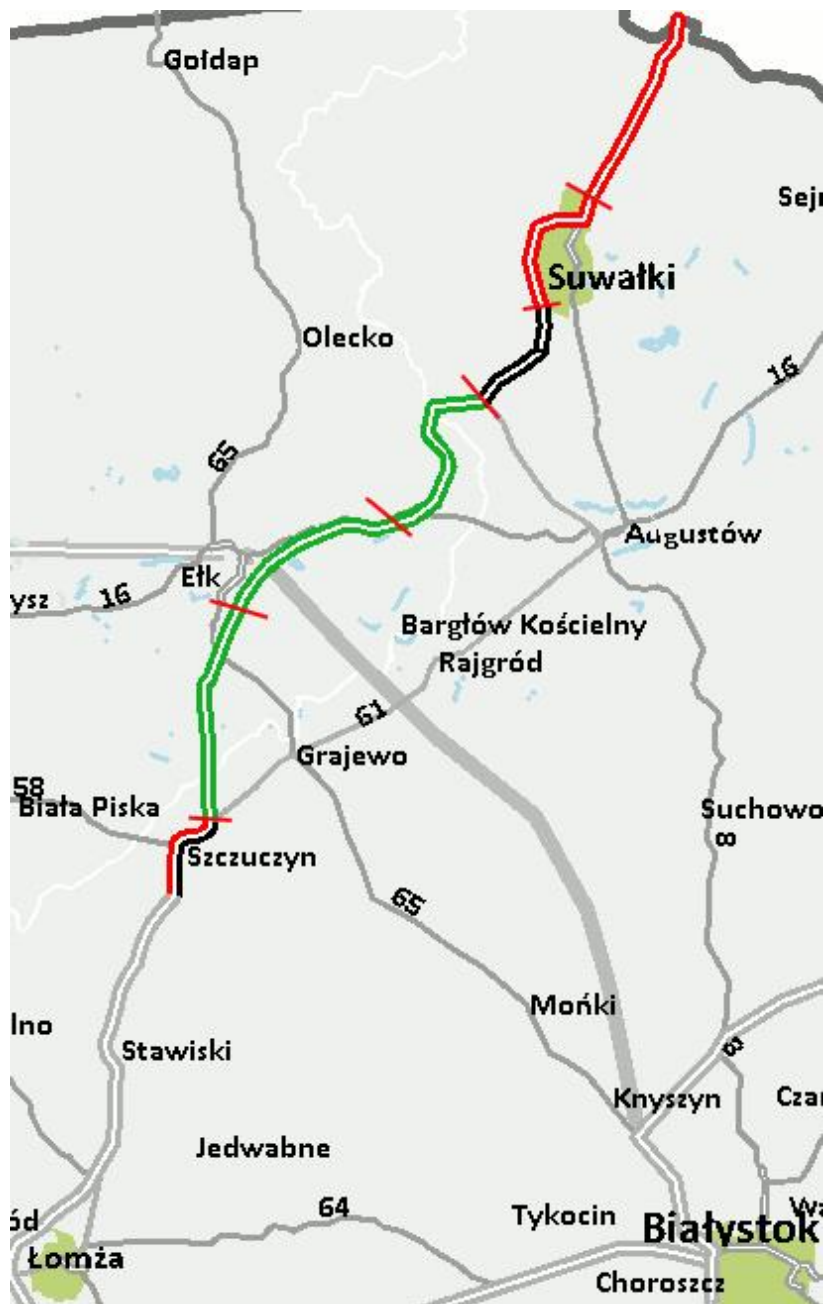 Gołdap
Sejr
Suwałki
Olecko
16
65
Augustów
Ełk
ysz
16
Bargłów Kościelny
Rajgród
61
Grajewo
58
Biała Piska
Suchowo
8
Szczuczyn
65
Mońki
lno
Stawiski
8
Knyszyn
Czar
Jedwabne
64
Tykocin
Wa
ód
Białystok
Łomża
Choroszcz